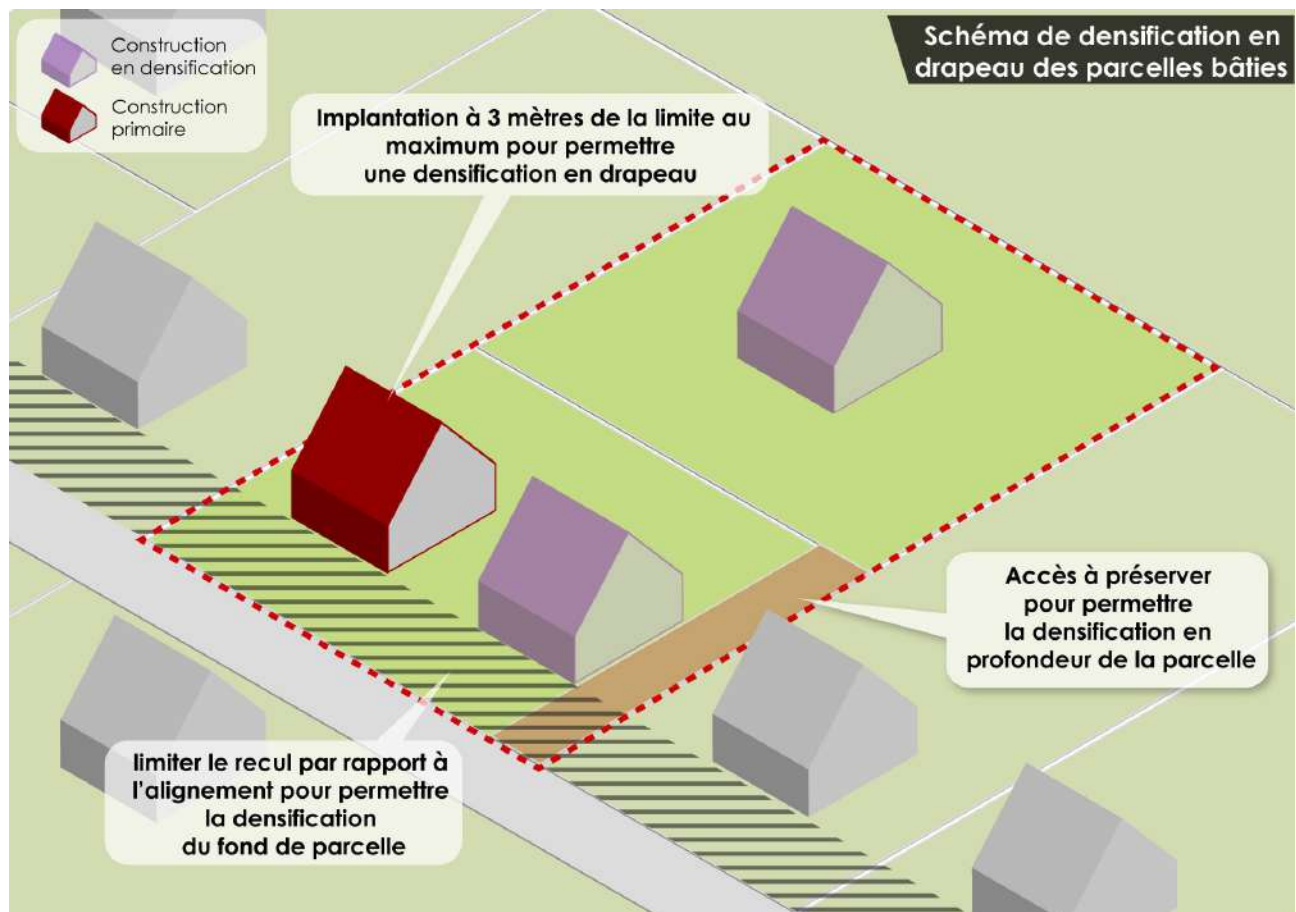 Construction
en densification
Construction
primaire
Schéma de densification en
drapeau des parcelles bâties
Implantation à 3 mètres de la limite au
maximum pour permettre
une densification en drapeau
Accès à préserver
pour permettre
la densification en
profondeur de la parcelle
limiter le recul par rapport à
l'alignement pour permettre
la densification
du fond de parcelle